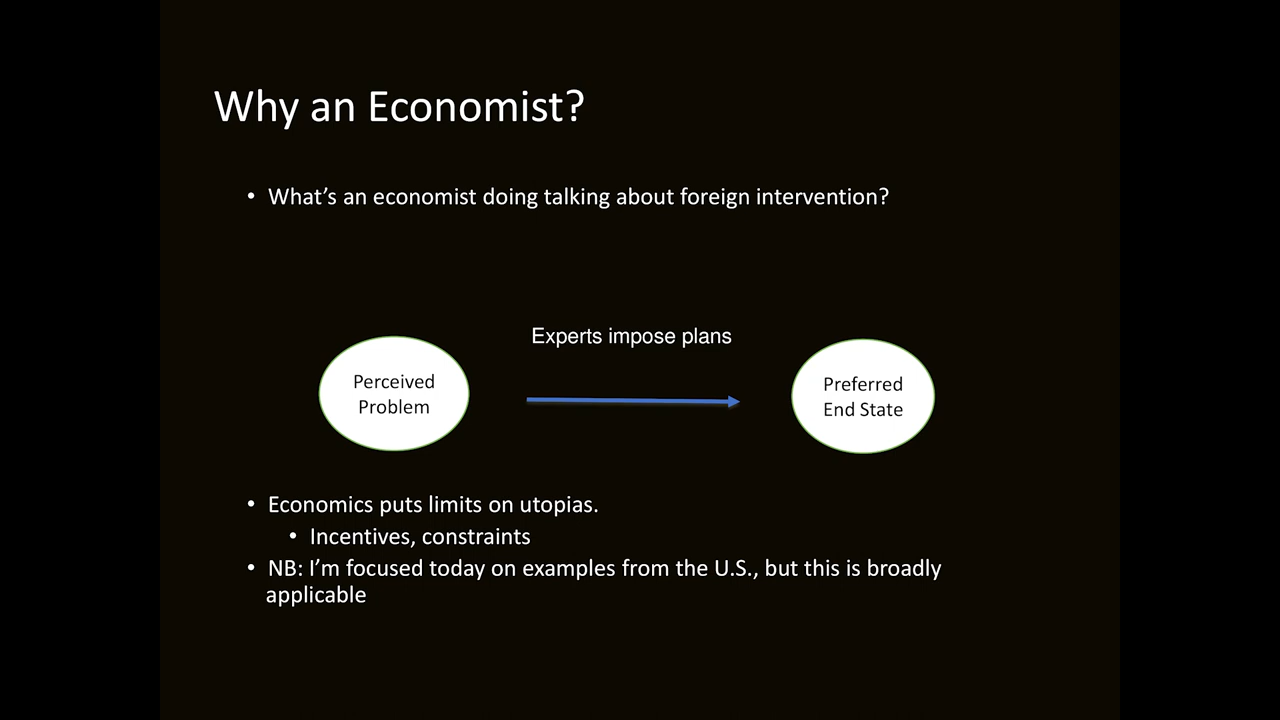 Why an Economist?
• What’s an economist doing talking about foreign intervention?
Experts impose plans
Perceived
Problem
Preferred
End State
• Economics puts limits on utopias.
• Incentives, constraints
• NB: I’m focused today on examples from the U.S., but this is broadly
applicable